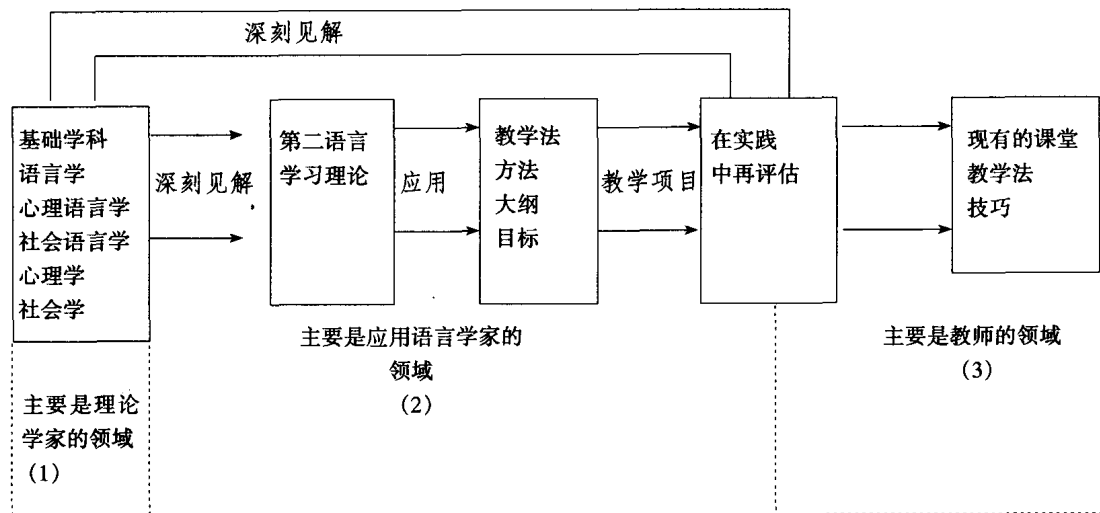 深刻见解
基础学科
语言学
心理语言学
社会语言学
心理学
社会学
深刻见解
第二语言
学习理论
应用
教学法
方法
大纲
目标
教学项目
在实践
中再评估
现有的课堂
教学法
技巧
主要是理论
学家的领域
(1)
主要是应用语言学家的
领域
(2)
主要是教师的领域
(3)